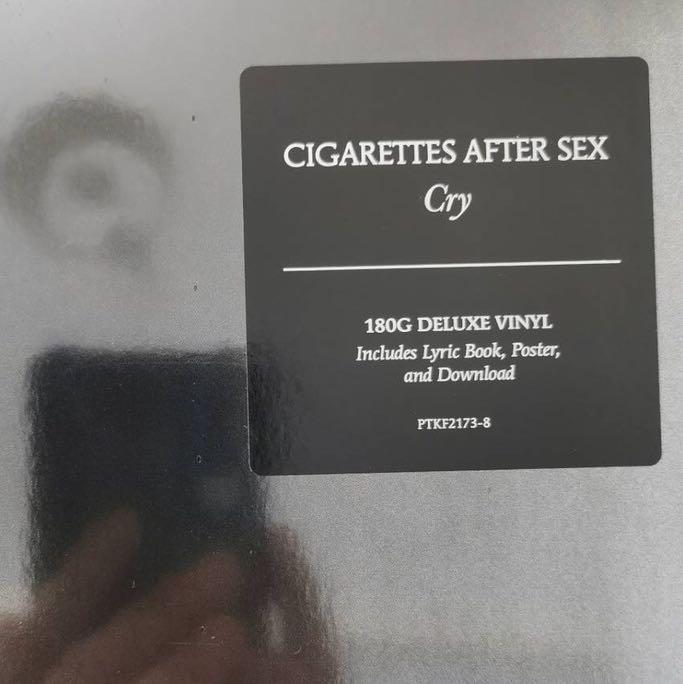 CIGARETTES AFTER SEX
Cry
180G DELUXE VINYL
Includes Lyric Book, Poster,
and Download
PTKF2173-8